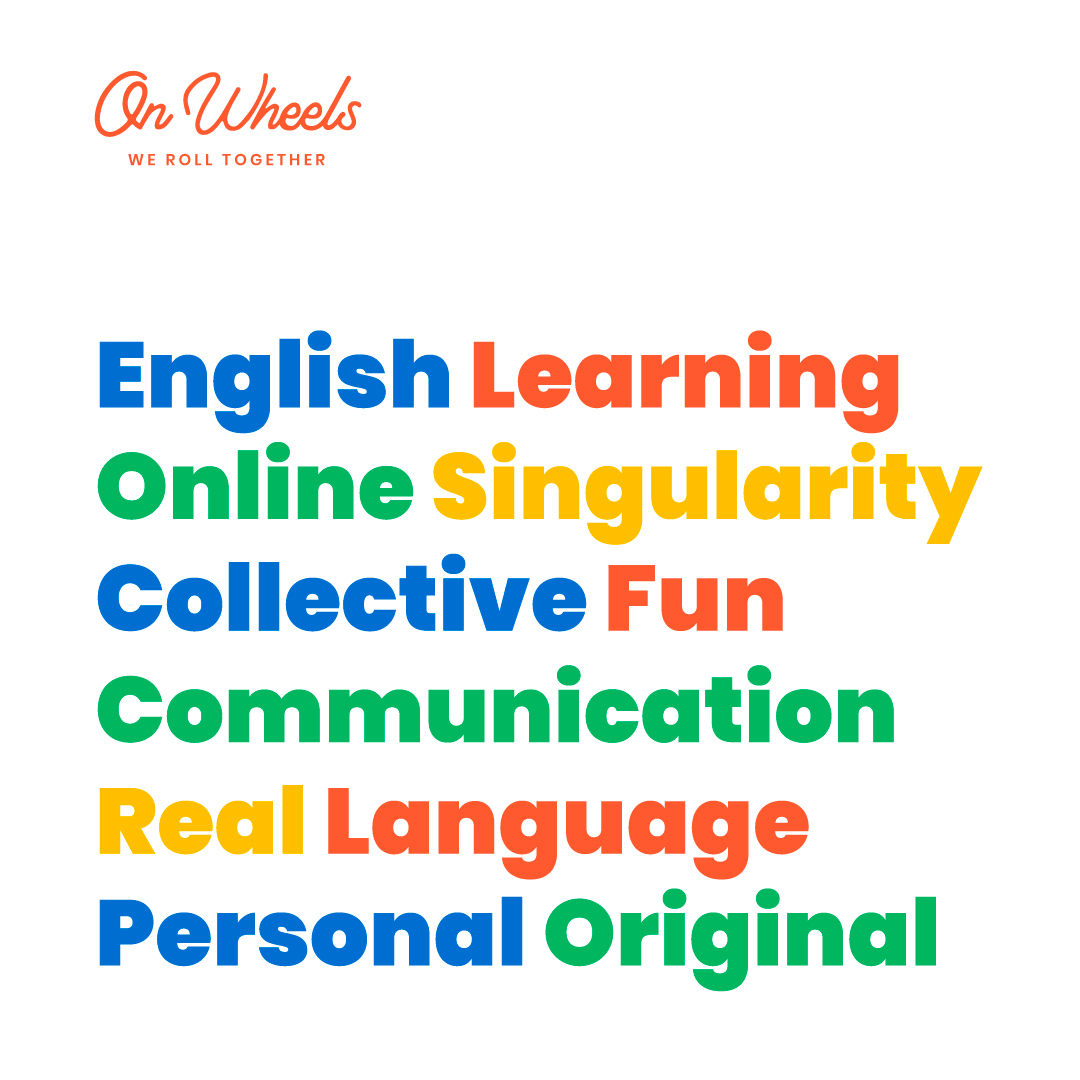 On Wheels
WE ROLL TOGETHER
English Learning
Online Singularity
Collective Fun
Communication
Real Language
Personal Original